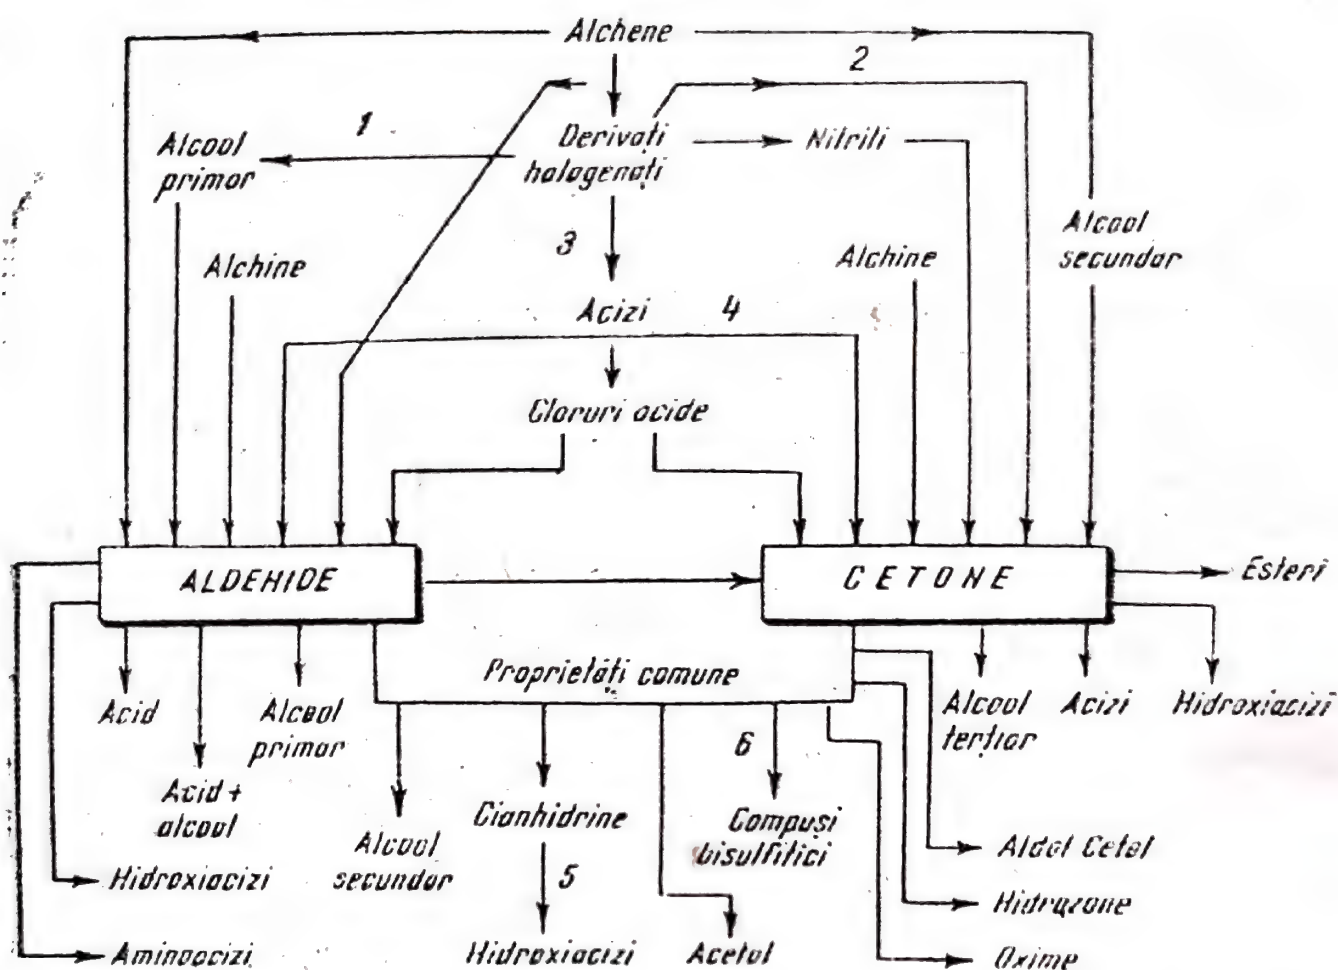 Alchene
2
1
Derivați
halogenați
Nitrili
Alcool
primar
Alcool
secundar
3
Alchine
Alchine
Acizi
4
Cloruri acide
ALDEHIDE
CETONE
Esteri
Proprietăți comune
Acid
Alcool
primar
Alcool
terțiar
Acizi
Hidroxiacizi
6
Acid +
alcool
Cianhidrine
Compuși
bisulfitici
Alcool
secundar
Aldol Cetol
Hidroxiacizi
5
Hidrazone
Aminoacizi
Hidroxiacizi
Acetol
Oxime